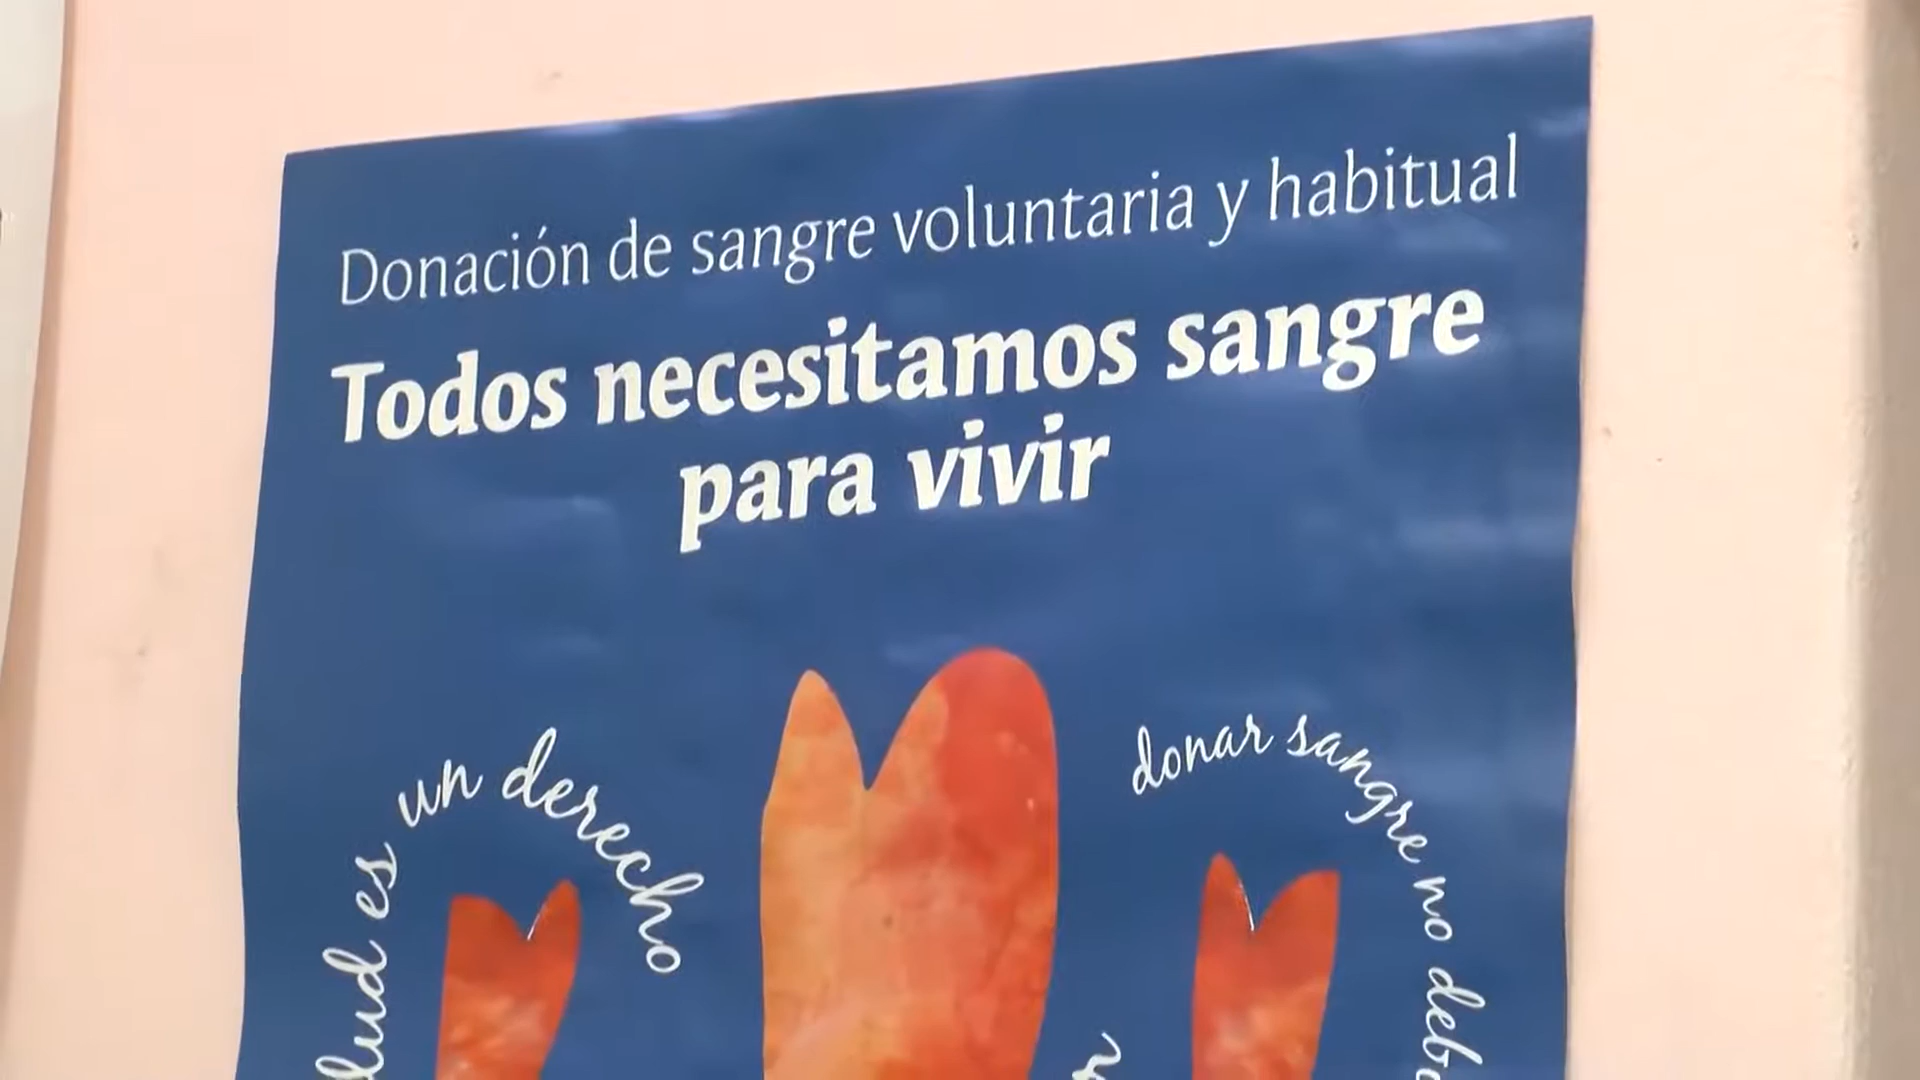 Donación de sangre voluntaria y habitual
Todos necesitamos sangre
para vivir
es un derecho
donar sangre no